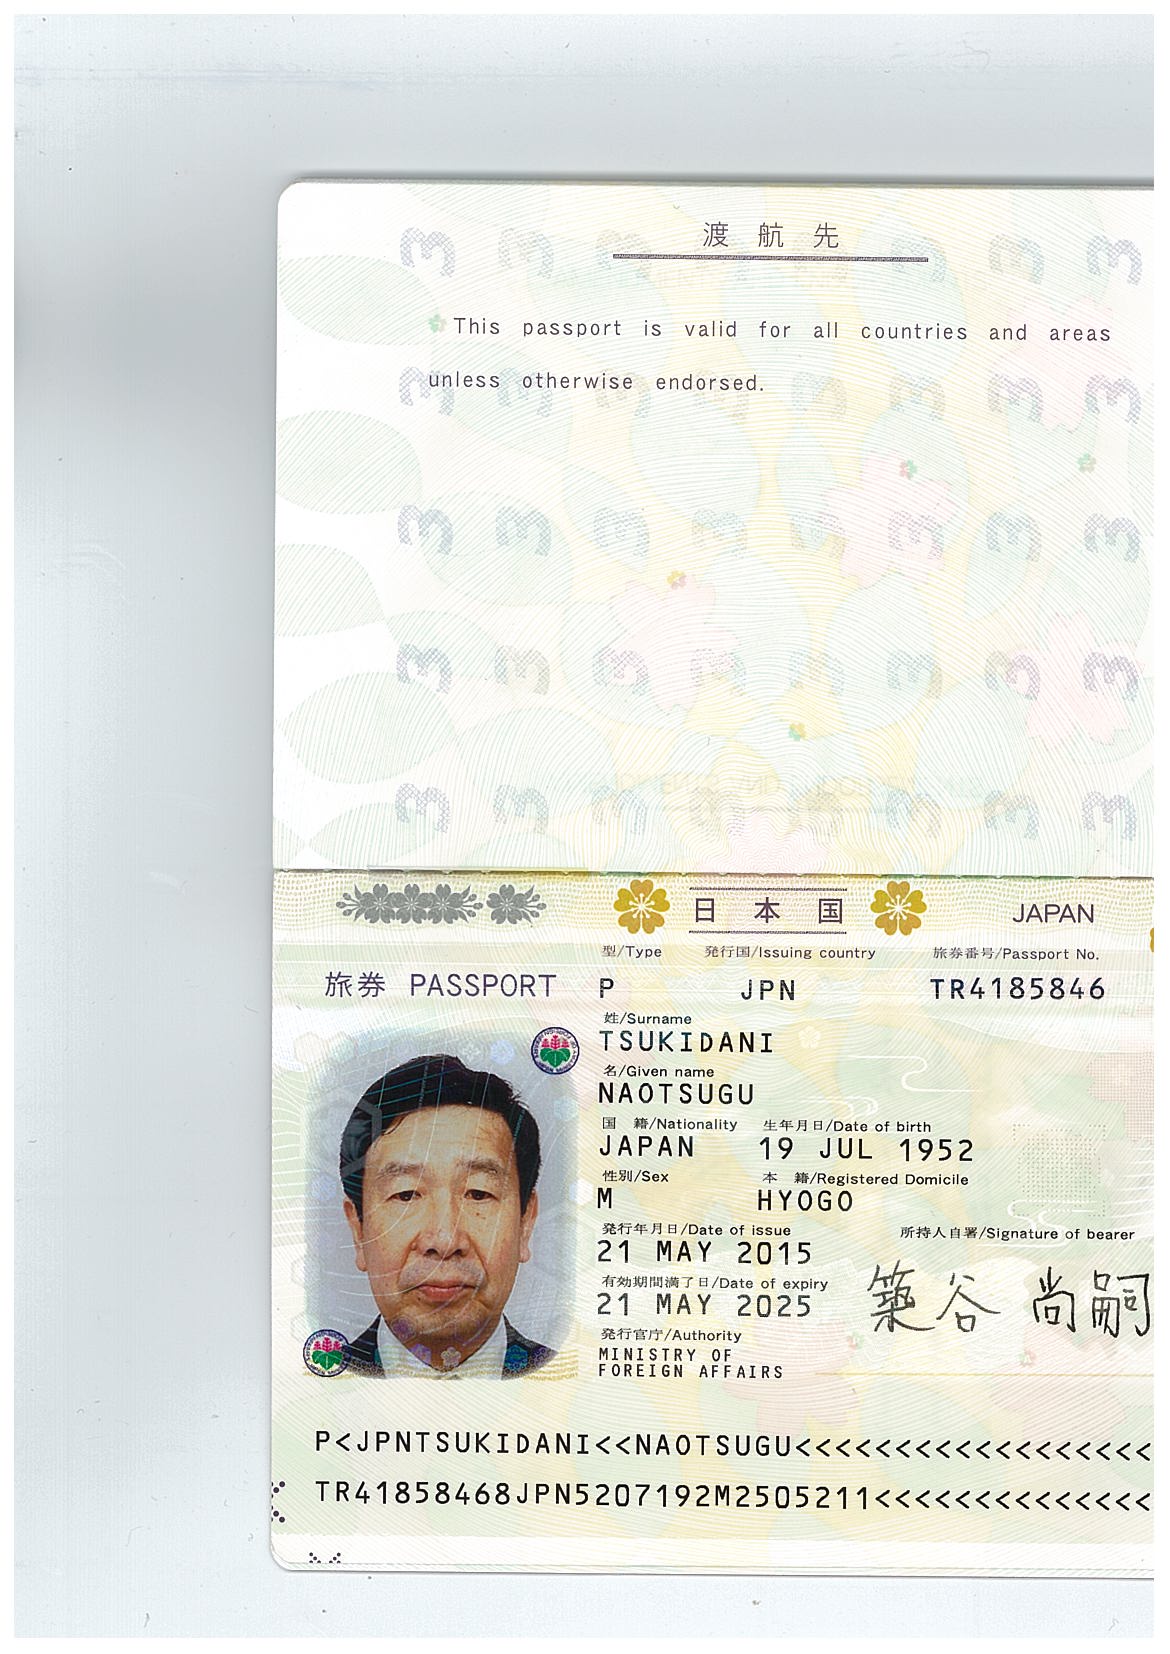 渡航先
This passport is valid for all countries and areas
unless otherwise endorsed.
日本国 JAPAN
型/Type 発行国/Issuing country 旅券番号/Passport No.
旅券 PASSPORT P JPN TR4185846
姓/Surname
TSUKIDANI
名/Given name
NAOTSUGU
国 籍/Nationality 生年月日/Date of birth
JAPAN 19 JUL 1952
性別/Sex 本 籍/Registered Domicile
M HYOGO
発行年月日/Date of issue 所持人自署/Signature of bearer
21 MAY 2015
有効期間満了日/Date of expiry
21 MAY 2025 築谷 尚嗣
発行官庁/Authority
MINISTRY OF
FOREIGN AFFAIRS
P<JPNTSUKIDANI<<NAOTSUGU<<<<<<<<<<<<<<<<<<
TR41858468JPN5207192M2505211<<<<<<<<<<<<<<